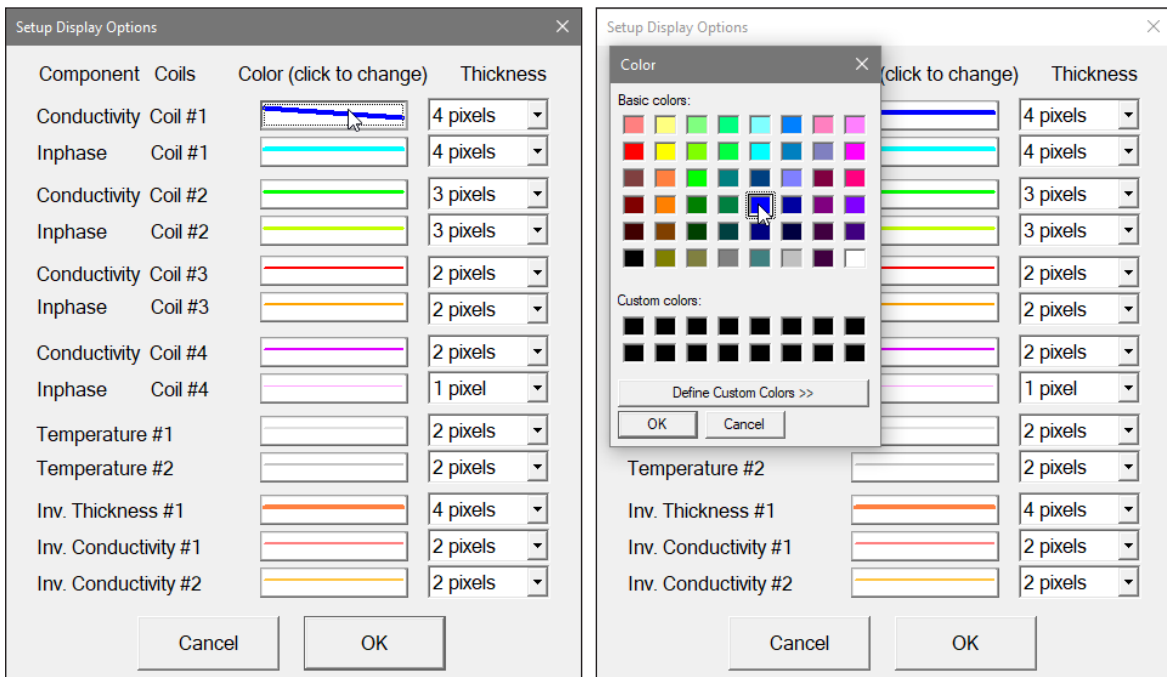 Setup Display Options
Component Coils Color (click to change) Thickness
Conductivity Coil #1 4 pixels
Inphase Coil #1 4 pixels
Conductivity Coil #2 3 pixels
Inphase Coil #2 3 pixels
Conductivity Coil #3 2 pixels
Inphase Coil #3 2 pixels
Conductivity Coil #4 2 pixels
Inphase Coil #4 1 pixel
Temperature #1 2 pixels
Temperature #2 2 pixels
Inv. Thickness #1 4 pixels
Inv. Conductivity #1 2 pixels
Inv. Conductivity #2 2 pixels
Cancel OK
Setup Display Options
Color
(click to change) Thickness
Basic colors:
4 pixels
4 pixels
3 pixels
3 pixels
2 pixels
Custom colors:
2 pixels
2 pixels
1 pixel
Define Custom Colors >>
OK Cancel
2 pixels
Temperature #2 2 pixels
Inv. Thickness #1 4 pixels
Inv. Conductivity #1 2 pixels
Inv. Conductivity #2 2 pixels
Cancel OK